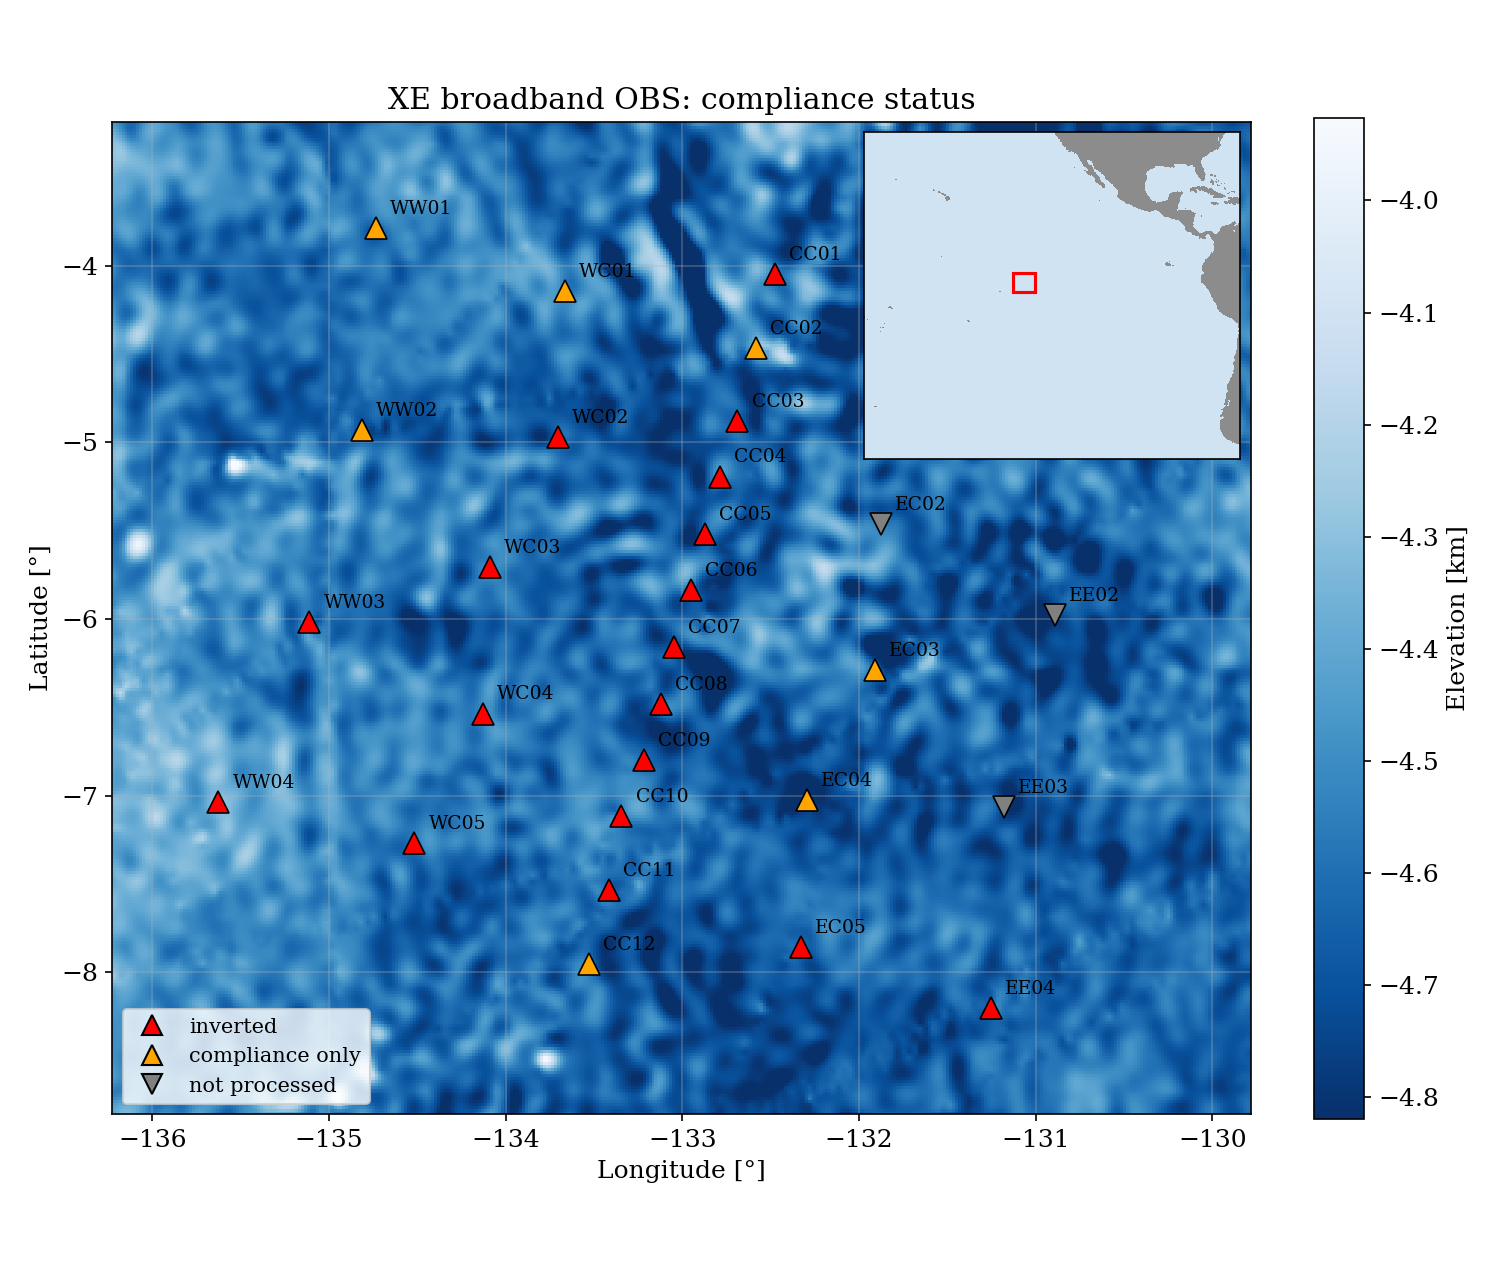 XE broadband OBS: compliance status
WW01
WC01
CC01
CC02
CC03
WW02
WC02
CC04
CC05
EC02
WC03
CC06
EE02
WW03
CC07
EC03
CC08
WC04
CC09
WW04
EC04
EE03
CC10
WC05
CC11
EC05
CC12
EE04
inverted
compliance only
not processed
−4
−5
−6
−7
−8
Latitude [°]
−136
−135
−134
−133
−132
−131
−130
Longitude [°]
−4.0
−4.1
−4.2
−4.3
−4.4
−4.5
−4.6
−4.7
−4.8
Elevation [km]